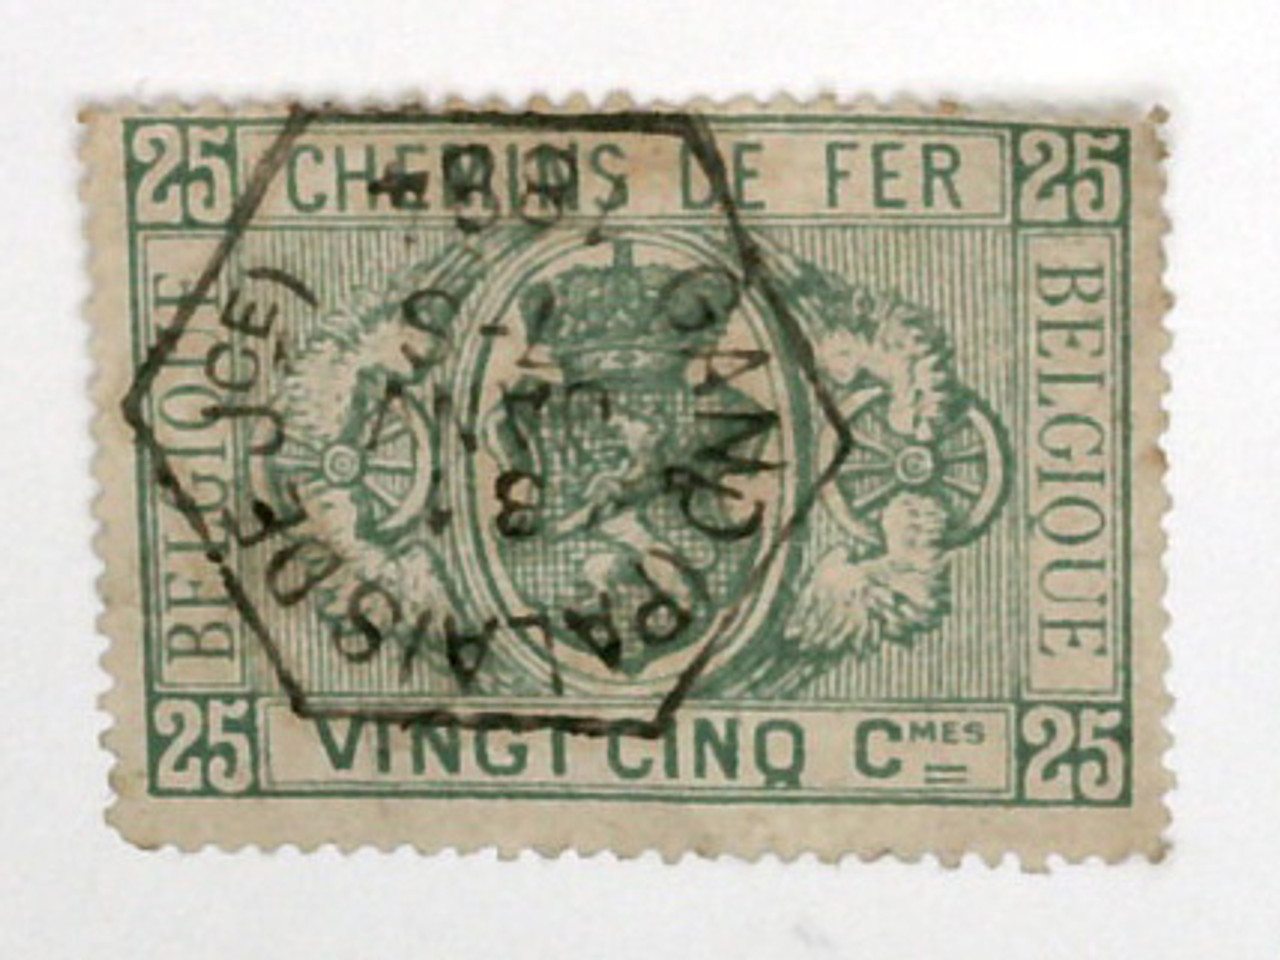 25 CHEMINS DE FER 25
BELGIQUE
BELGIQUE
GAND (PALAIS DE JCE)
25 VINGT CINQ CMES 25